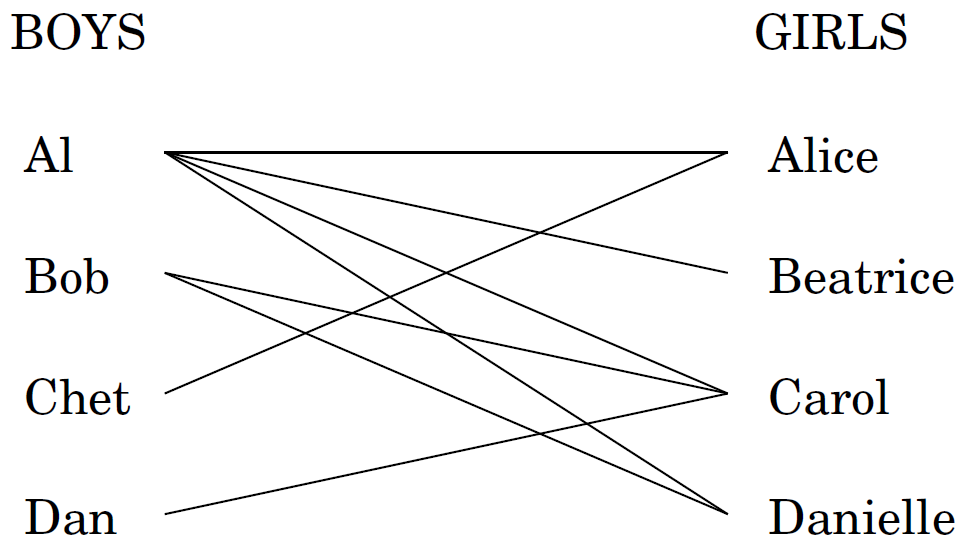 BOYS GIRLS
Al Alice
Bob Beatrice
Chet Carol
Dan Danielle